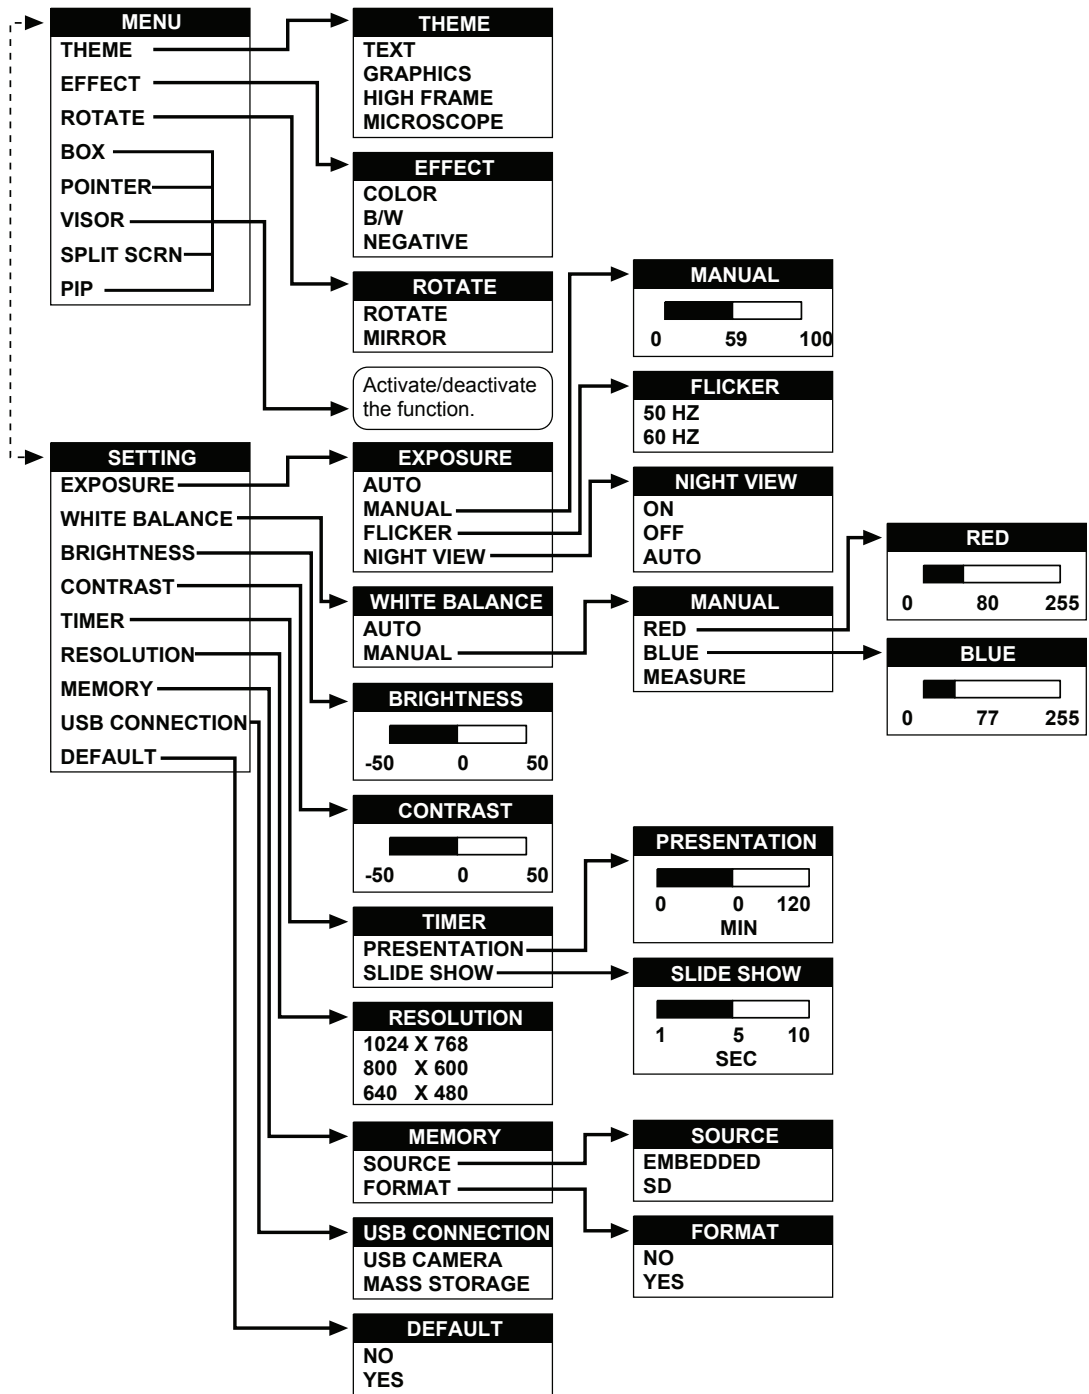 MENU
THEME
EFFECT
ROTATE
BOX
POINTER
VISOR
SPLIT SCRN
PIP
THEME
TEXT
GRAPHICS
HIGH FRAME
MICROSCOPE
EFFECT
COLOR
B/W
NEGATIVE
ROTATE
ROTATE
MIRROR
Activate/deactivate
the function.
SETTING
EXPOSURE
WHITE BALANCE
BRIGHTNESS
CONTRAST
TIMER
RESOLUTION
MEMORY
USB CONNECTION
DEFAULT
EXPOSURE
AUTO
MANUAL
FLICKER
NIGHT VIEW
MANUAL
0 59 100
FLICKER
50 HZ
60 HZ
NIGHT VIEW
ON
OFF
AUTO
WHITE BALANCE
AUTO
MANUAL
MANUAL
RED
BLUE
MEASURE
RED
0 80 255
BLUE
0 77 255
BRIGHTNESS
-50 0 50
CONTRAST
-50 0 50
TIMER
PRESENTATION
SLIDE SHOW
PRESENTATION
0 0 120
MIN
SLIDE SHOW
1 5 10
SEC
RESOLUTION
1024 X 768
800 X 600
640 X 480
MEMORY
SOURCE
FORMAT
SOURCE
EMBEDDED
SD
FORMAT
NO
YES
USB CONNECTION
USB CAMERA
MASS STORAGE
DEFAULT
NO
YES